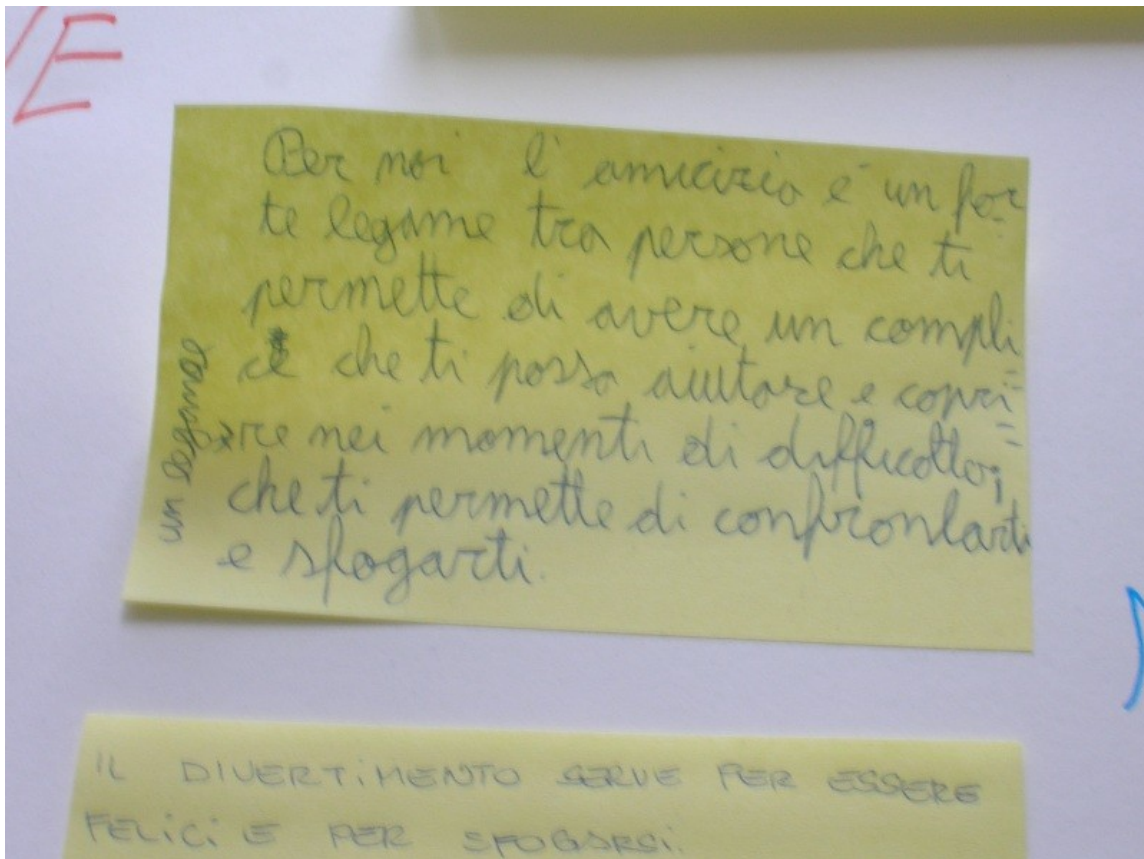 E
Per noi l'amicizia è un for
te legame tra persone che ti
permette di avere un compli
ce che ti possa aiutare e copri=
re nei momenti di difficoltà,
che ti permette di confrontarti
e sfogarti.
un legame
IL DIVERTIMENTO SERVE PER ESSERE
FELICI E PER SFOGARSI.